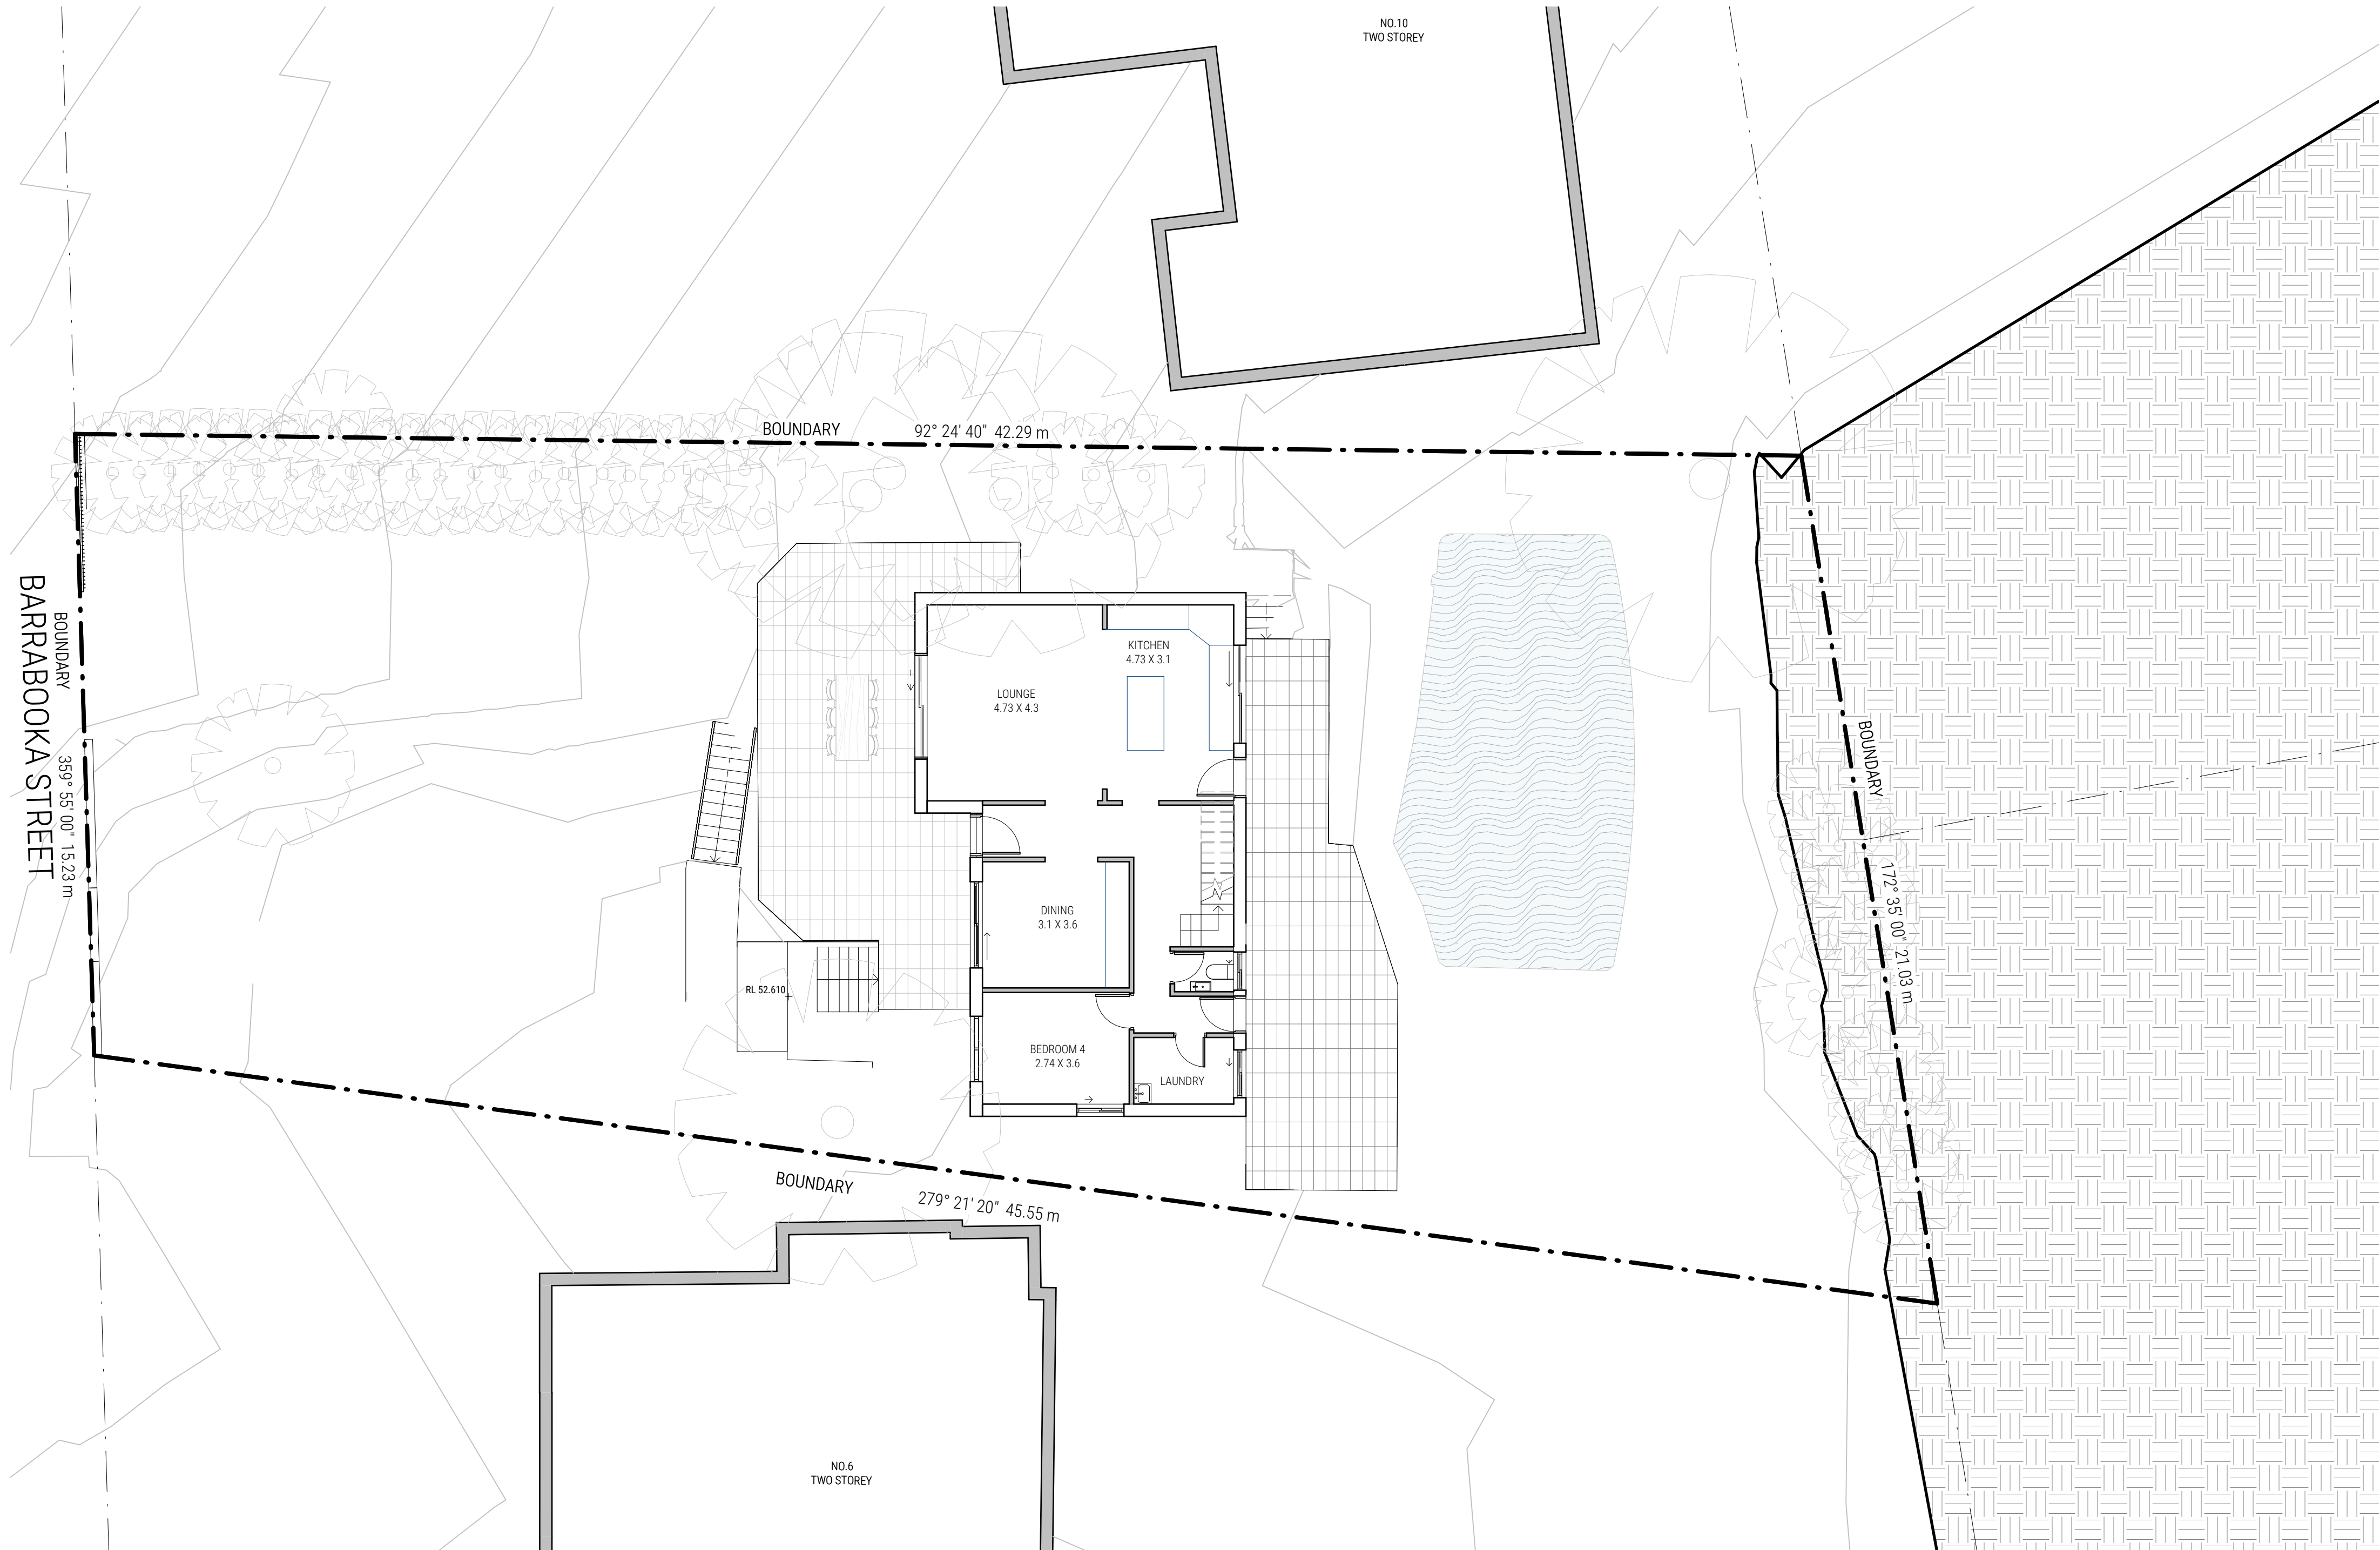 NO.10
TWO STOREY
BOUNDARY
92° 24' 40" 42.29 m
BARRABOOKA STREET
BOUNDARY
359° 55' 00" 15.23 m
KITCHEN
4.73 X 3.1
LOUNGE
4.73 X 4.3
BOUNDARY
172° 35' 00" 21.03 m
DINING
3.1 X 3.6
RL 52.610
BEDROOM 4
2.74 X 3.6
LAUNDRY
BOUNDARY
279° 21' 20" 45.55 m
NO.6
TWO STOREY